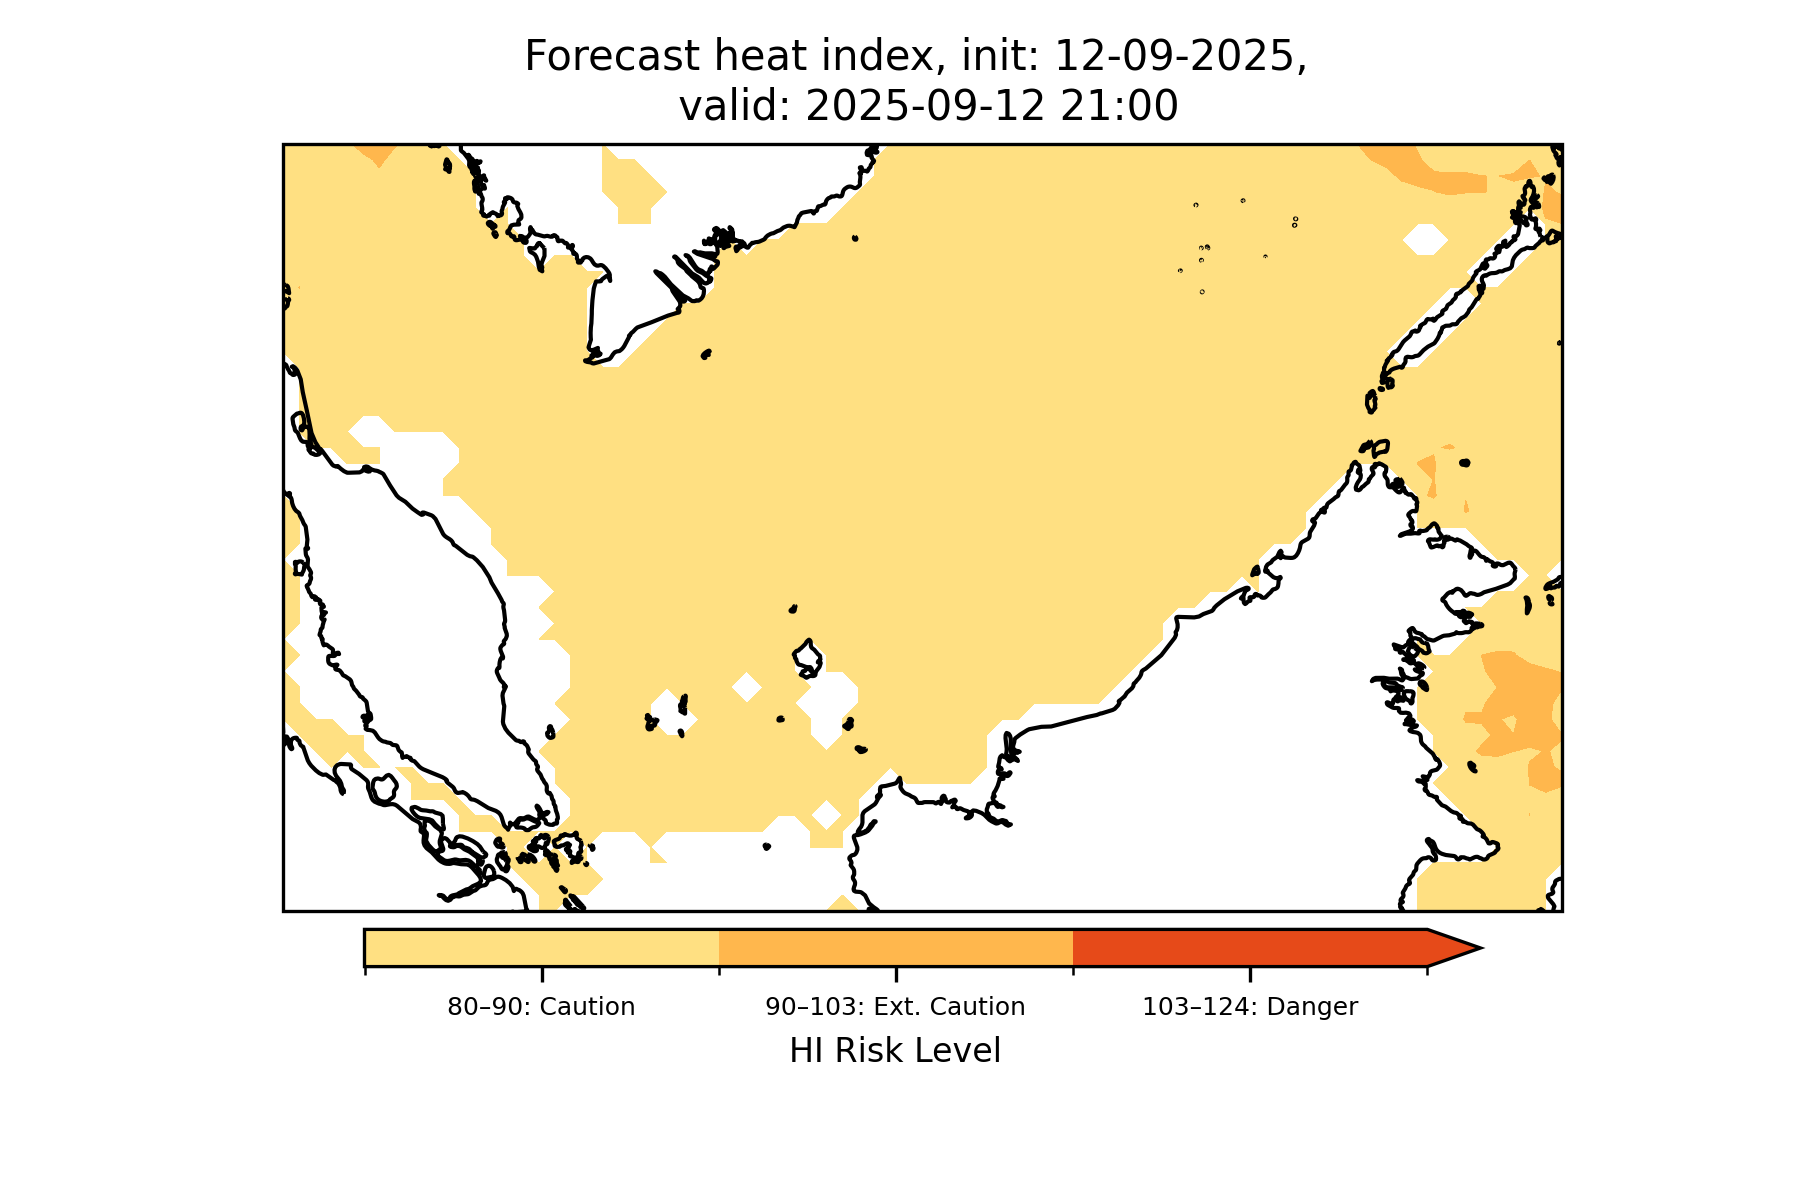 Forecast heat index, init: 12-09-2025,
valid: 2025-09-12 21:00
80–90: Caution
90–103: Ext. Caution
103–124: Danger
HI Risk Level